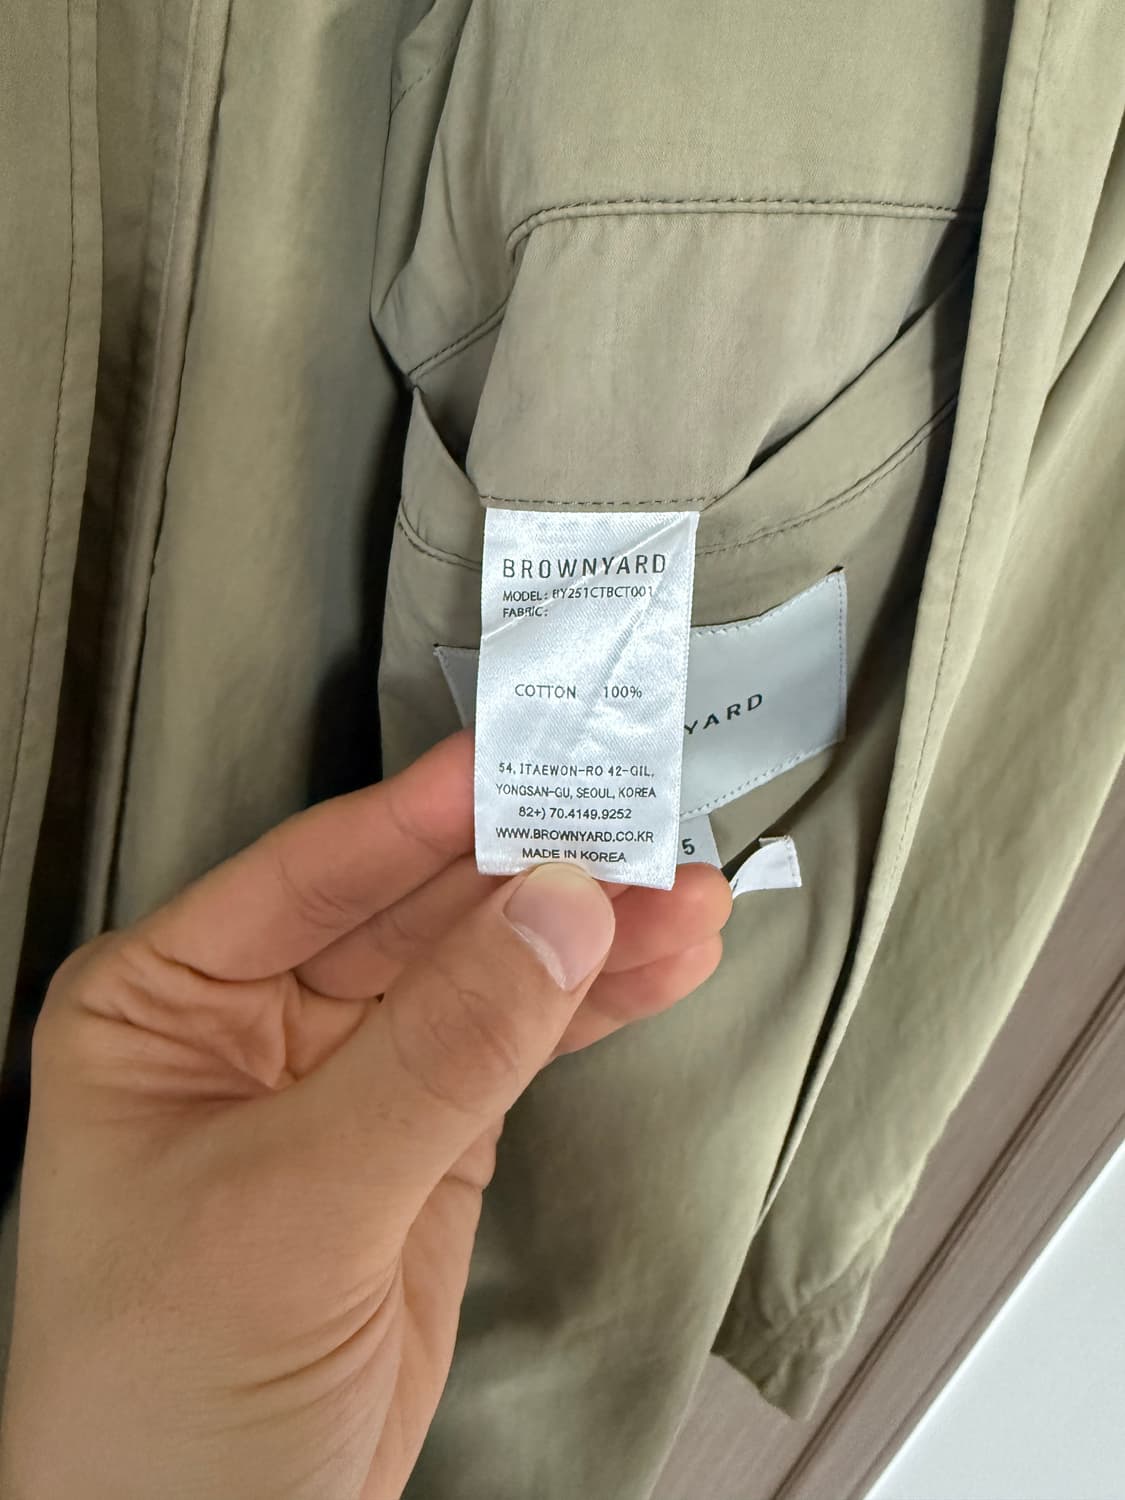 BROWNYARD
MODEL: BY251CTBCT001
FABRIC:
COTTON 100%
54, ITAEWON-RO 42-GIL,
YONGSAN-GU, SEOUL, KOREA
82+) 70.4149.9252
WWW.BROWNYARD.CO.KR
MADE IN KOREA
YARD
5